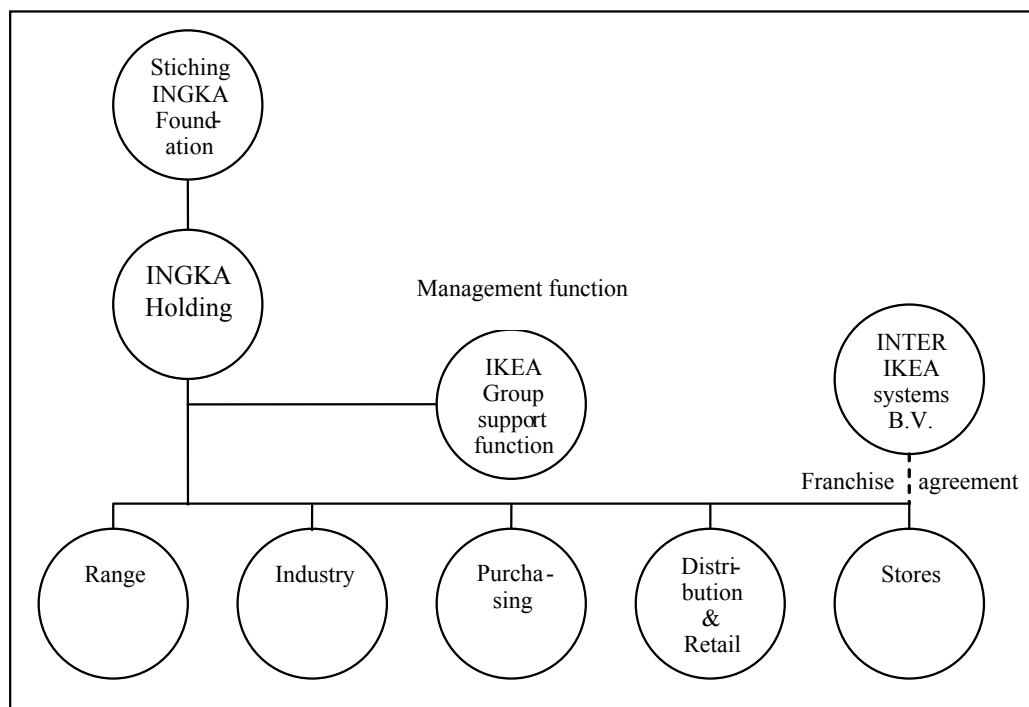 Stiching
INGKA
Found-
ation
INGKA
Holding
Management function
IKEA
Group
support
function
INTER
IKEA
systems
B.V.
Franchise agreement
Range
Industry
Purcha-
sing
Distri-
bution
&
Retail
Stores